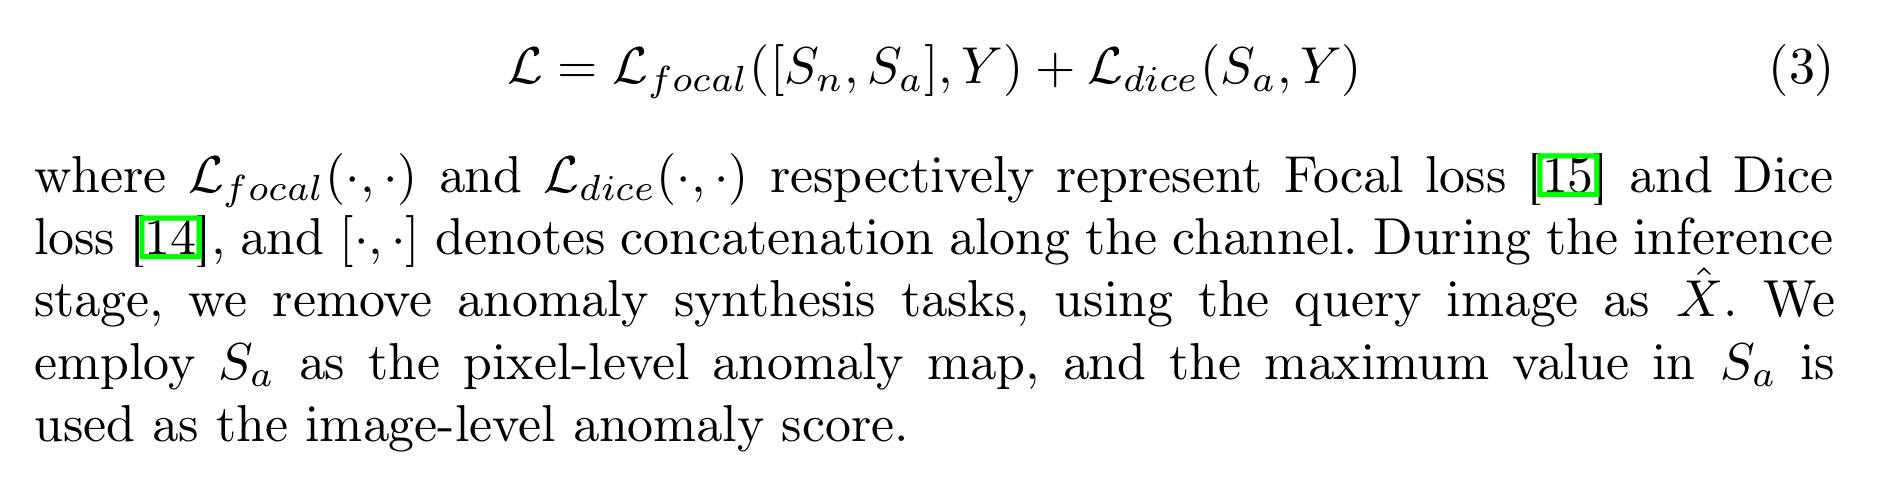 ℒ = ℒ_{focal}([S_n, S_a], Y) + ℒ_{dice}(S_a, Y) (3)
where ℒ_{focal}(·, ·) and ℒ_{dice}(·, ·) respectively represent Focal loss [15] and Dice
loss [14], and [·, ·] denotes concatenation along the channel. During the inference
stage, we remove anomaly synthesis tasks, using the query image as X̂. We
employ S_a as the pixel-level anomaly map, and the maximum value in S_a is
used as the image-level anomaly score.